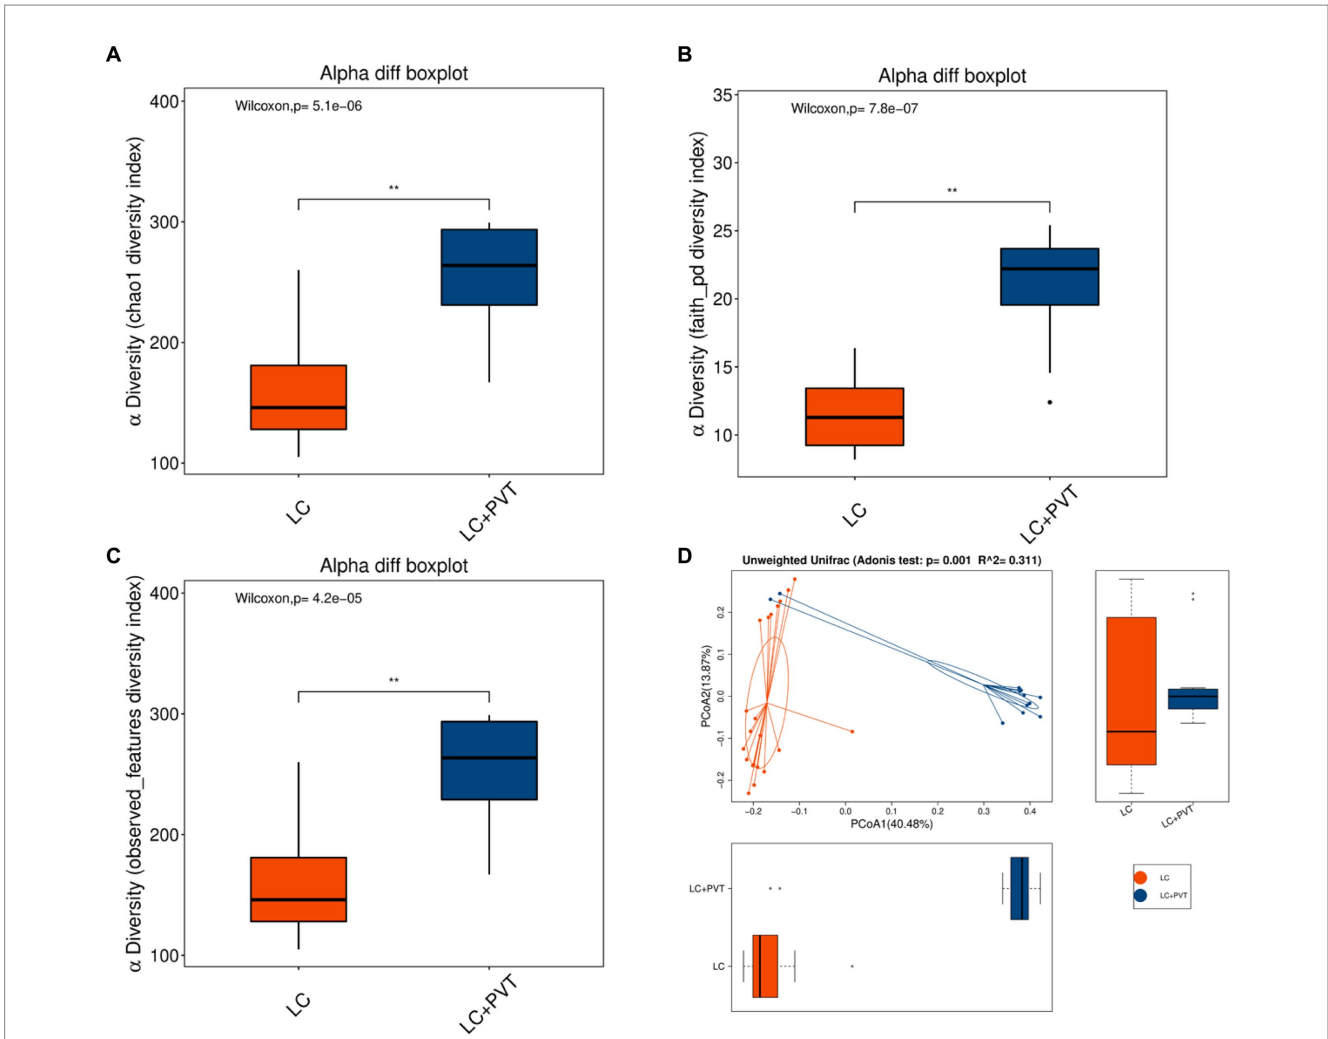 A
Alpha diff boxplot
Wilcoxon,p= 5.1e−06
**
α Diversity (chao1 diversity index)
400
300
200
100
LC
LC+PVT
B
Alpha diff boxplot
Wilcoxon,p= 7.8e−07
**
α Diversity (faith_pd diversity index)
35
30
25
20
15
10
LC
LC+PVT
C
Alpha diff boxplot
Wilcoxon,p= 4.2e−05
**
α Diversity (observed_features diversity index)
400
300
200
100
LC
LC+PVT
D
Unweighted Unifrac (Adonis test: p= 0.001 R^2= 0.311)
PCoA2(13.87%)
0.2
0.1
0.0
−0.1
−0.2
−0.2 −0.1 0.0 0.1 0.2 0.3 0.4
PCoA1(40.48%)
LC
LC+PVT
LC+PVT
LC
LC
LC+PVT